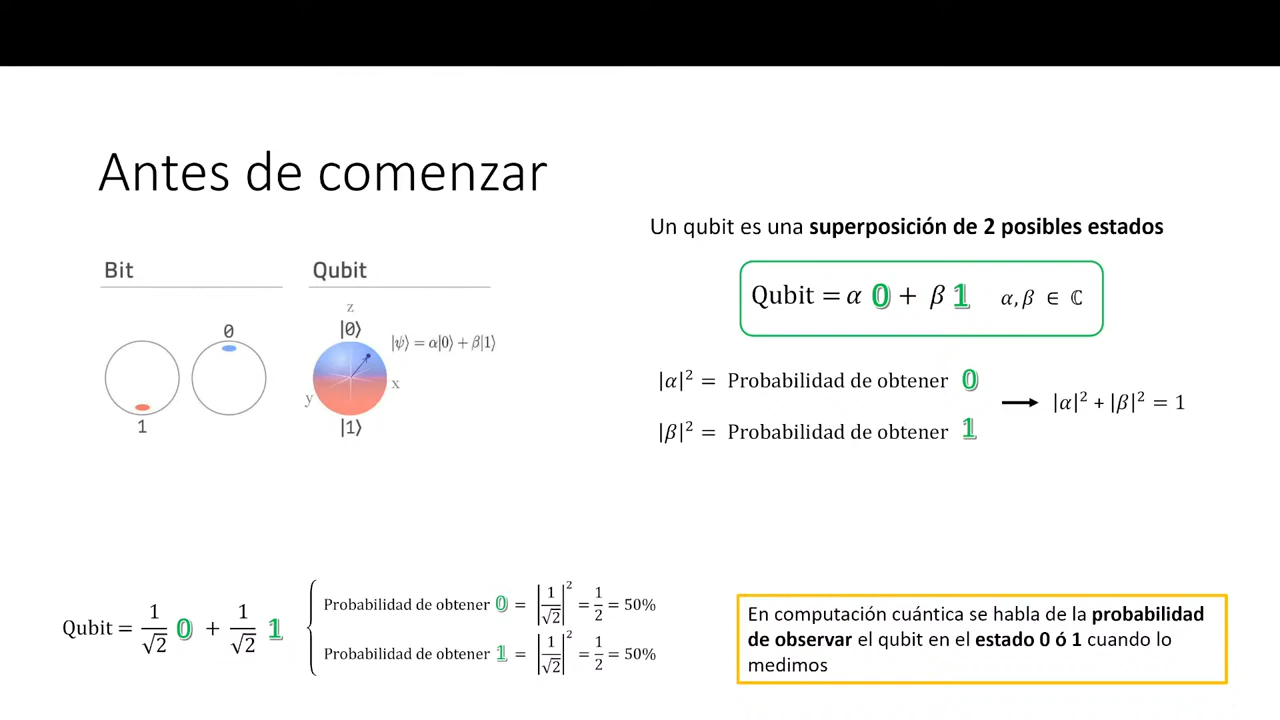 Antes de comenzar
Bit
Qubit
0
1
z
|0⟩
|ψ⟩ = α|0⟩ + β|1⟩
x
y
|1⟩
Un qubit es una superposición de 2 posibles estados
Qubit = α 0 + β 1 α, β ∈ ℂ
|α|² = Probabilidad de obtener 0
|β|² = Probabilidad de obtener 1
|α|² + |β|² = 1
Qubit = 1/√2 0 + 1/√2 1
Probabilidad de obtener 0 = |1/√2|² = 1/2 = 50%
Probabilidad de obtener 1 = |1/√2|² = 1/2 = 50%
En computación cuántica se habla de la probabilidad
de observar el qubit en el estado 0 ó 1 cuando lo
medimos